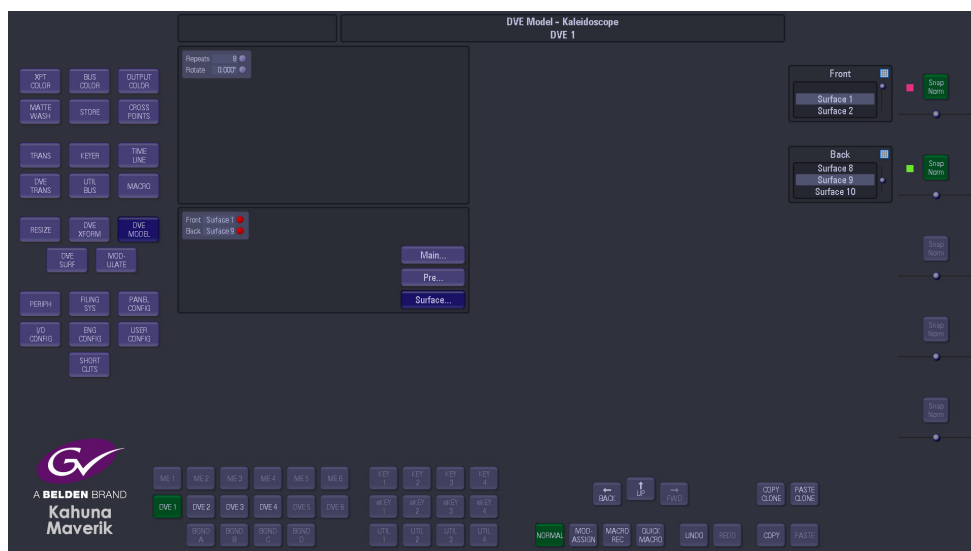 DVE Model - Kaleidoscope
DVE 1
Repeats 8
Rotate 0.000°
XPT COLOR
BUS COLOR
OUTPUT COLOR
MATTE WASH
STORE
CROSS POINTS
TRANS
KEYER
TIME LINE
DVE TRANS
UTIL BUS
MACRO
RESIZE
DVE XFORM
DVE MODEL
DVE SURF
MOD-ULATE
PERIPH
FILING SYS
PANEL CONFIG
I/O CONFIG
ENG CONFIG
USER CONFIG
SHORT CUTS
Front Surface 1
Back Surface 9
Main...
Pre...
Surface...
Front
Surface 1
Surface 2
Snap Norm
Back
Surface 8
Surface 9
Surface 10
Snap Norm
Snap Norm
Snap Norm
Snap Norm
GV
A BELDEN BRAND
Kahuna
Maverik
ME 1
ME 2
ME 3
ME 4
ME 5
ME 6
KEY 1
KEY 2
KEY 3
KEY 4
DVE 1
DVE 2
DVE 3
DVE 4
DVE 5
DVE 6
eKEY 1
eKEY 2
eKEY 3
eKEY 4
BGND A
BGND B
BGND C
BGND D
UTIL 1
UTIL 2
UTIL 3
UTIL 4
BACK
UP
FWD
COPY CLONE
PASTE CLONE
NORMAL
MOD-ASSIGN
MACRO REC
QUICK MACRO
UNDO
REDO
COPY
PASTE